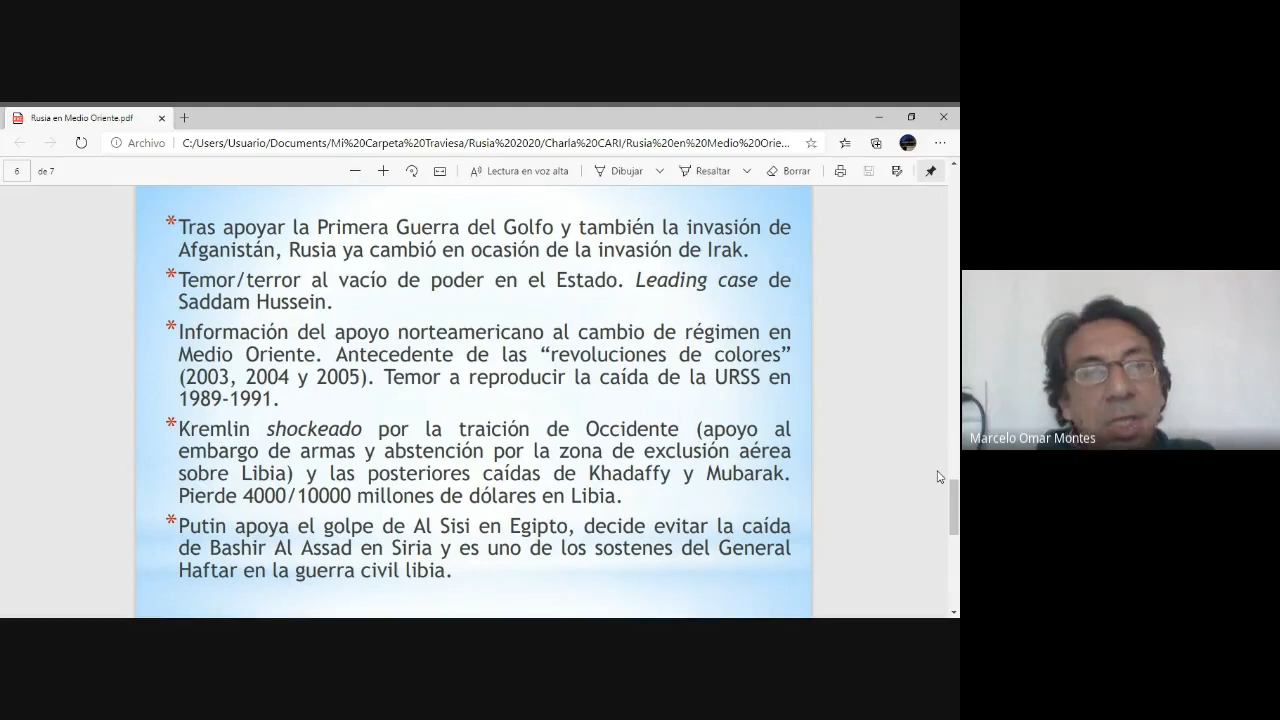 Rusia en Medio Oriente.pdf
Archivo
C:/Users/Usuario/Documents/Mi%20Carpeta%20Traviesa/Rusia%202020/Charla%20CARI/Rusia%20en%20Medio%20Orie...
6 de 7
Lectura en voz alta
Dibujar
Resaltar
Borrar
*Tras apoyar la Primera Guerra del Golfo y también la invasión de
Afganistán, Rusia ya cambió en ocasión de la invasión de Irak.
*Temor/terror al vacío de poder en el Estado. Leading case de
Saddam Hussein.
*Información del apoyo norteamericano al cambio de régimen en
Medio Oriente. Antecedente de las “revoluciones de colores”
(2003, 2004 y 2005). Temor a reproducir la caída de la URSS en
1989-1991.
*Kremlin shockeado por la traición de Occidente (apoyo al
embargo de armas y abstención por la zona de exclusión aérea
sobre Libia) y las posteriores caídas de Khadaffy y Mubarak.
Pierde 4000/10000 millones de dólares en Libia.
*Putin apoya el golpe de Al Sisi en Egipto, decide evitar la caída
de Bashir Al Assad en Siria y es uno de los sostenes del General
Haftar en la guerra civil libia.
Marcelo Omar Montes